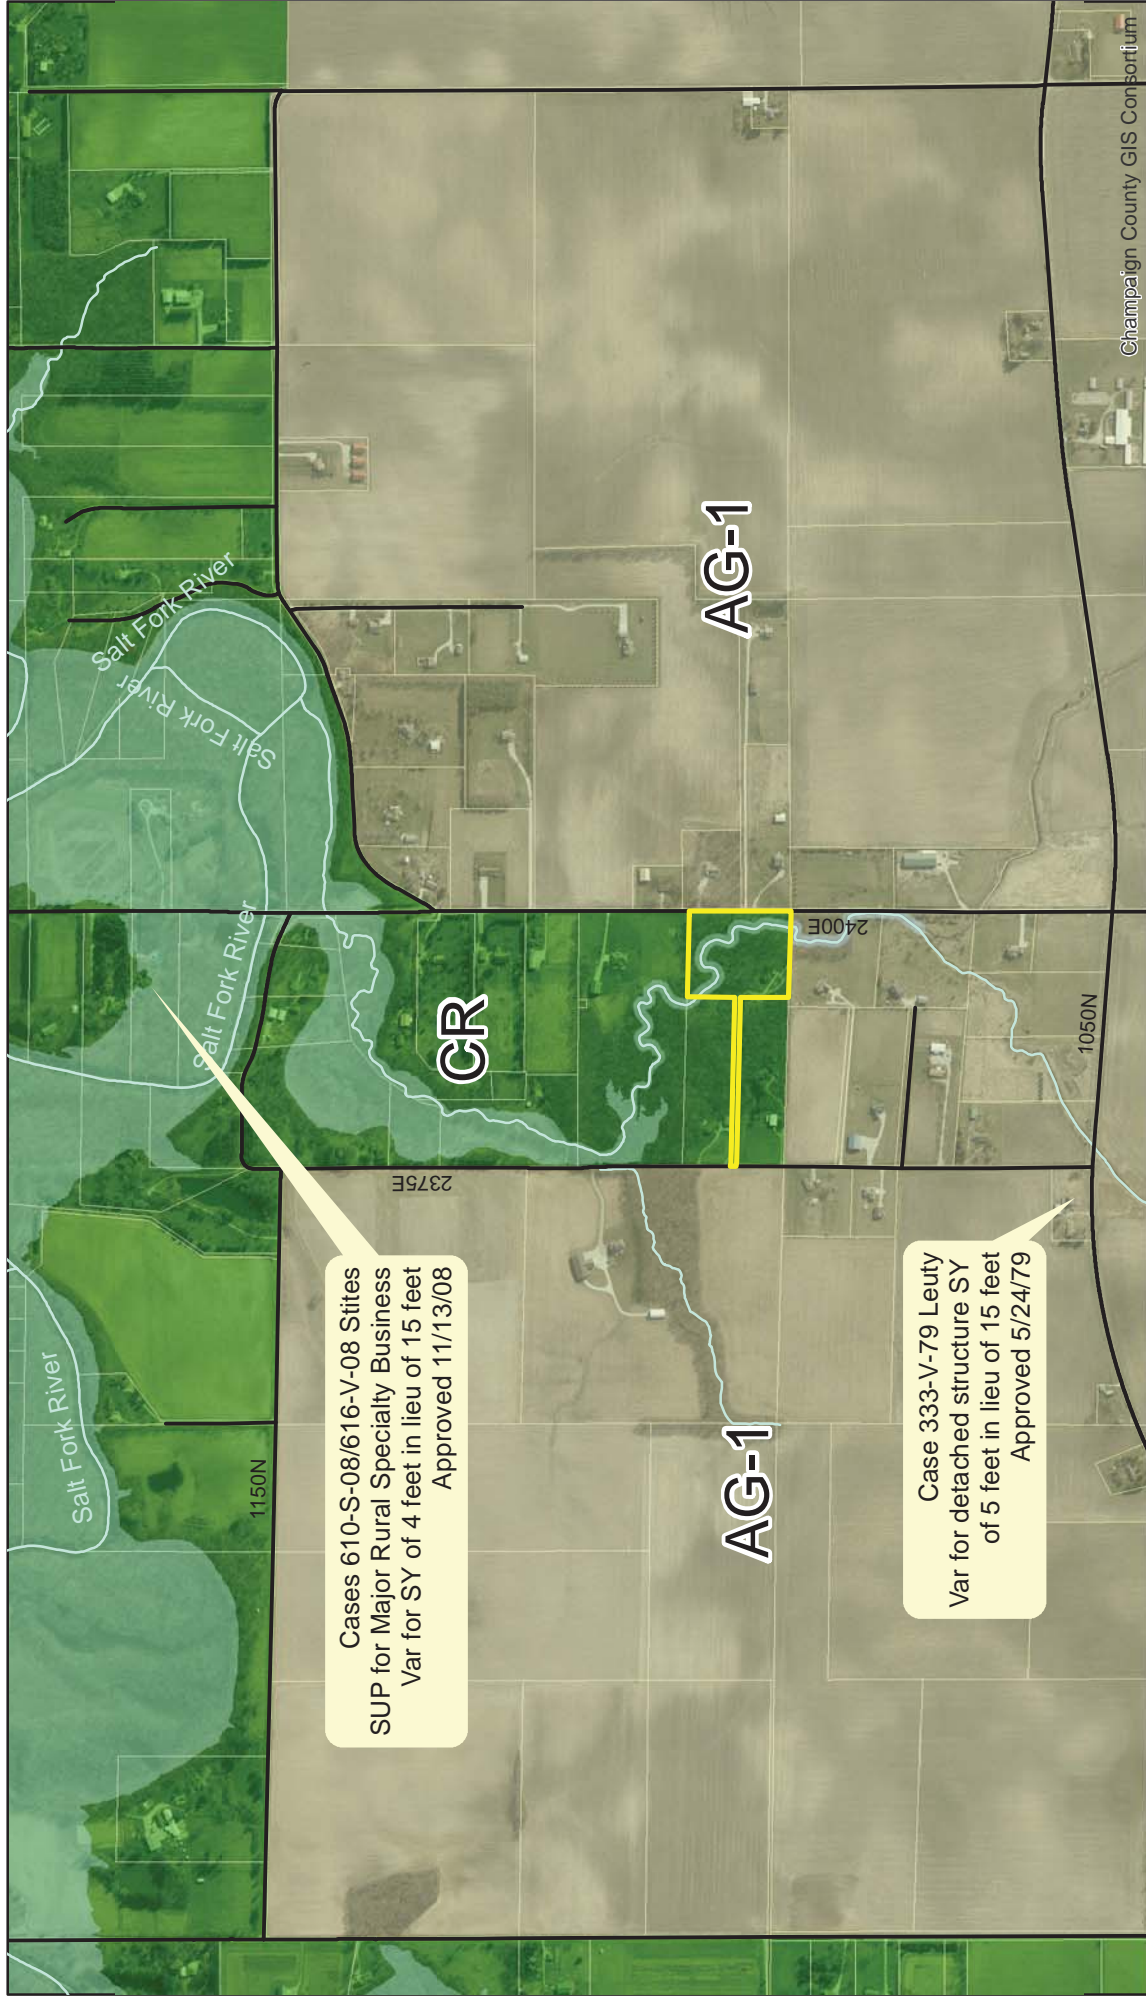 Salt Fork River
Salt Fork River
Salt Fork River
Salt Fork River
Salt
1150N
2375E
2400E
1050N
CR
AG-1
AG-1
Cases 610-S-08/616-V-08 Stites
SUP for Major Rural Specialty Business
Var for SY of 4 feet in lieu of 15 feet
Approved 11/13/08
Case 333-V-79 Leuty
Var for detached structure SY
of 5 feet in lieu of 15 feet
Approved 5/24/79
Champaign County GIS Consortium